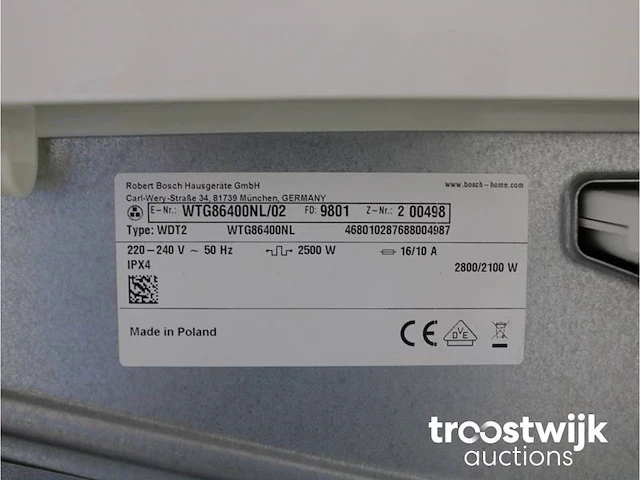 Robert Bosch Hausgeräte GmbH
Carl-Wery-Straße 34, 81739 München, GERMANY
www.bosch-home.com
E-Nr.: WTG86400NL/02 FD: 9801 Z-Nr.: 2 00498
Type: WDT2 WTG86400NL 468010287688004987
220-240 V ~ 50 Hz 2500 W 16/10 A
IPX4 2800/2100 W
Made in Poland
CE DVE
troostwijk
auctions